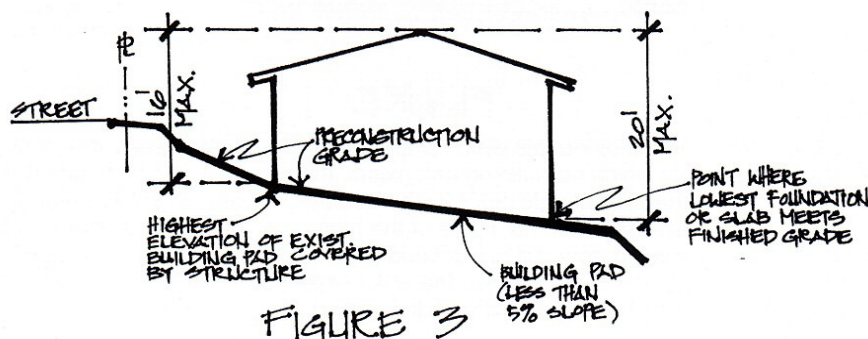 PL
16' MAX.
STREET
PRECONSTRUCTION
GRADE
20' MAX.
POINT WHERE
LOWEST FOUNDATION
OR SLAB MEETS
FINISHED GRADE
HIGHEST
ELEVATION OF EXIST.
BUILDING PAD COVERED
BY STRUCTURE
BUILDING PAD
(LESS THAN
5% SLOPE)
FIGURE 3